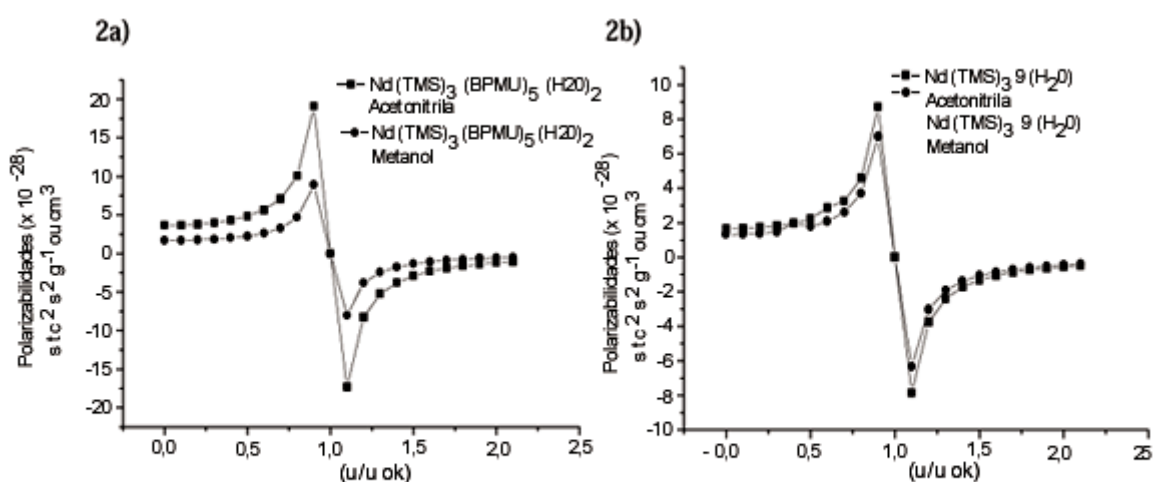 2a)
Nd(TMS)3 (BPMU)5 (H20)2
Acetonitrila
Nd(TMS)3 (BPMU)5 (H20)2
Metanol
Polarizabilidades (x 10 -28)
s t c 2 s 2 g -1 ou cm3
20
15
10
5
0
-5
-10
-15
-20
0,0 0,5 1,0 1,5 2,0 2,5
(u/u ok)
2b)
Nd(TMS)3 9 (H20)
Acetonitrila
Nd(TMS)3 9 (H20)
Metanol
Polarizabilidades (x 10 -28)
s t c 2 s 2 g -1 ou cm3
10
8
6
4
2
0
-2
-4
-6
-8
-10
- 0,0 0,5 1,0 1,5 2,0 25
(u/u ok)